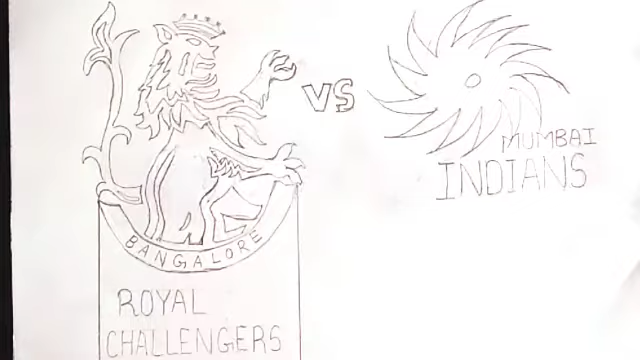 VS
MUMBAI
INDIANS
BANGALORE
ROYAL
CHALLENGERS